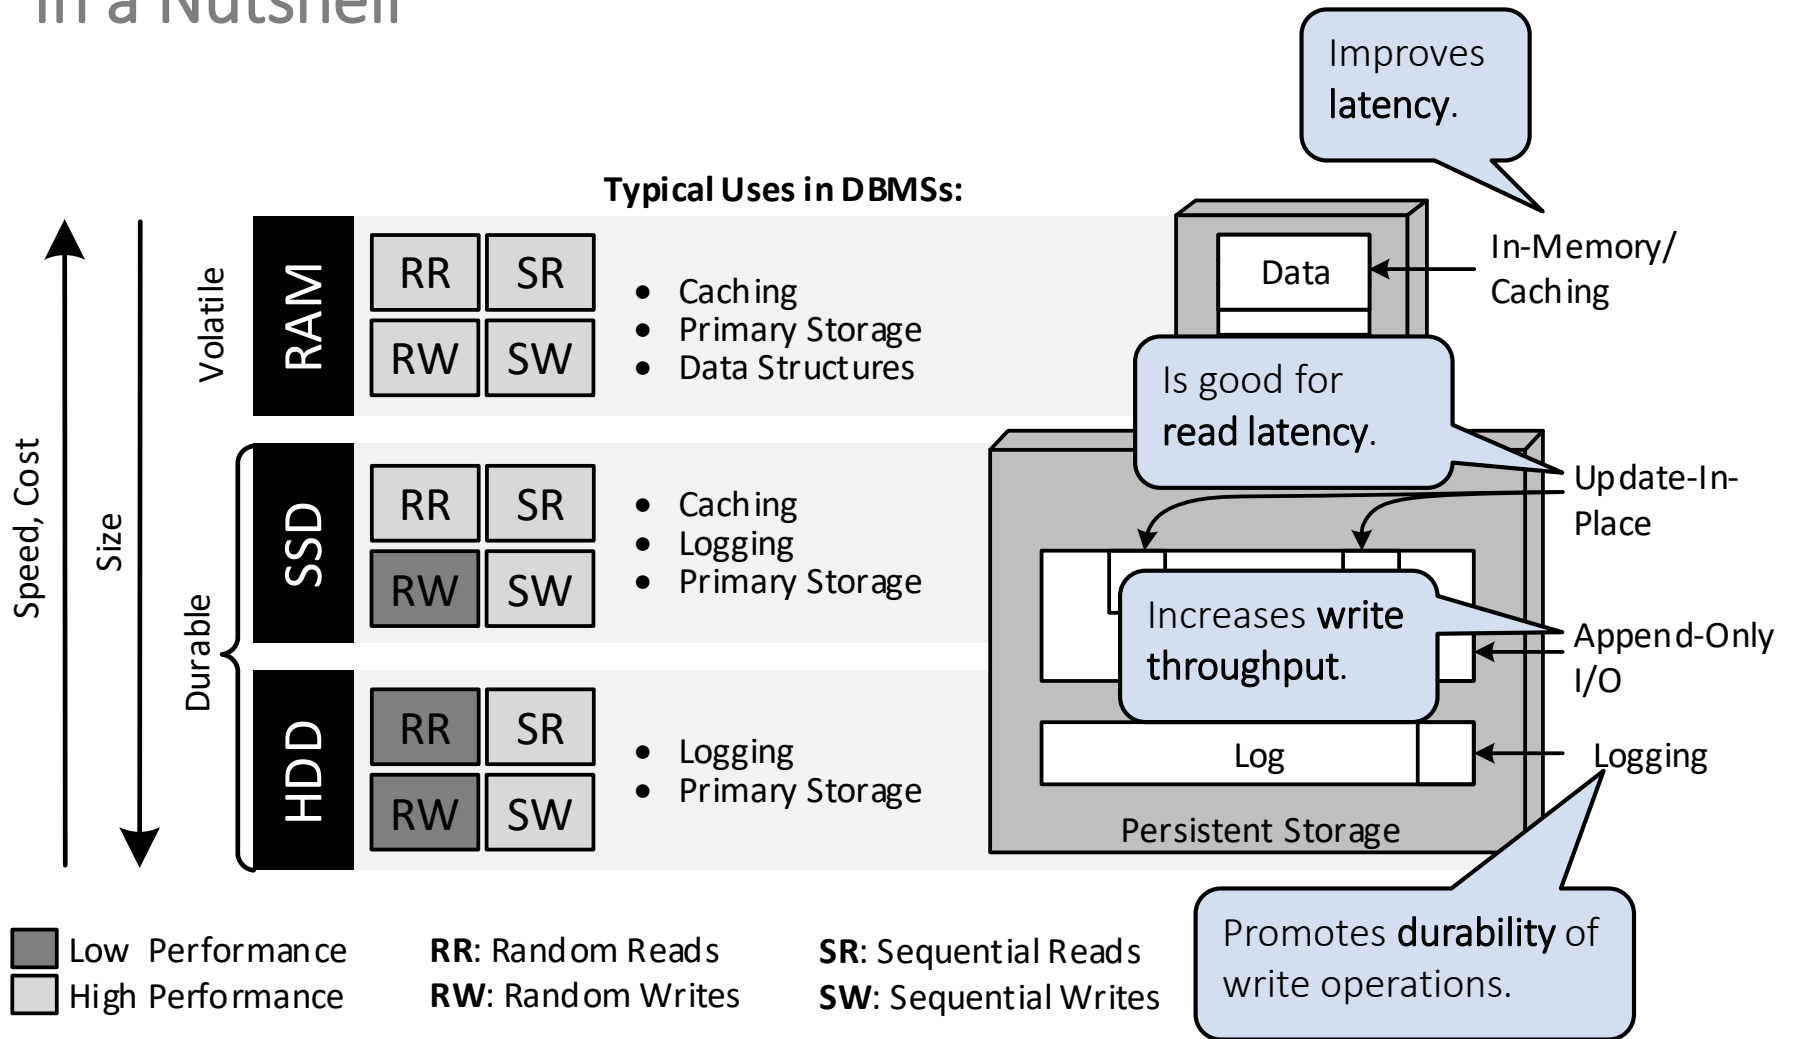 In a Nutshell
Improves
latency.
Typical Uses in DBMSs:
Speed, Cost
Size
Volatile
RAM
RR
SR
RW
SW
• Caching
• Primary Storage
• Data Structures
Data
In-Memory/
Caching
Is good for
read latency.
Durable
SSD
RR
SR
RW
SW
• Caching
• Logging
• Primary Storage
Update-In-
Place
Increases write
throughput.
Append-Only
I/O
HDD
RR
SR
RW
SW
• Logging
• Primary Storage
Log
Logging
Persistent Storage
Promotes durability of
write operations.
Low Performance
High Performance
RR: Random Reads
RW: Random Writes
SR: Sequential Reads
SW: Sequential Writes